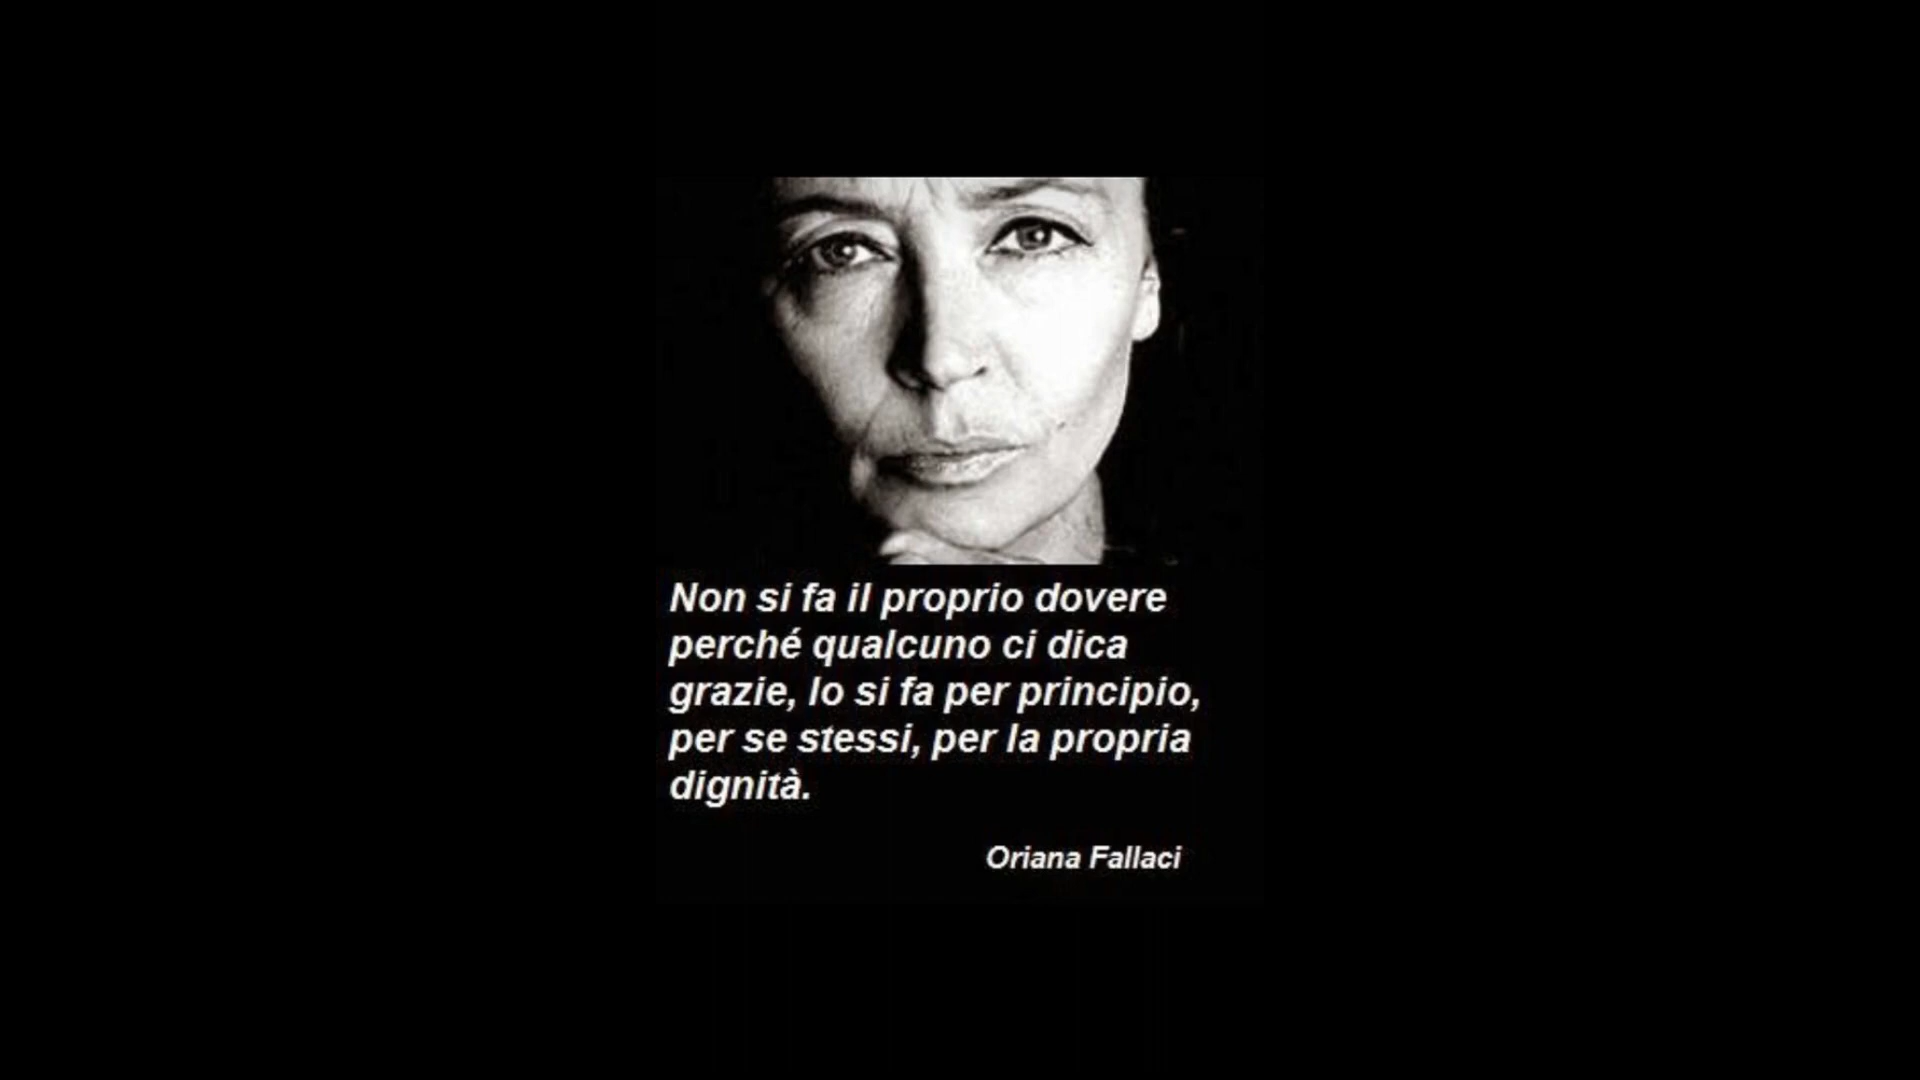 Non si fa il proprio dovere
perché qualcuno ci dica
grazie, lo si fa per principio,
per se stessi, per la propria
dignità.
Oriana Fallaci